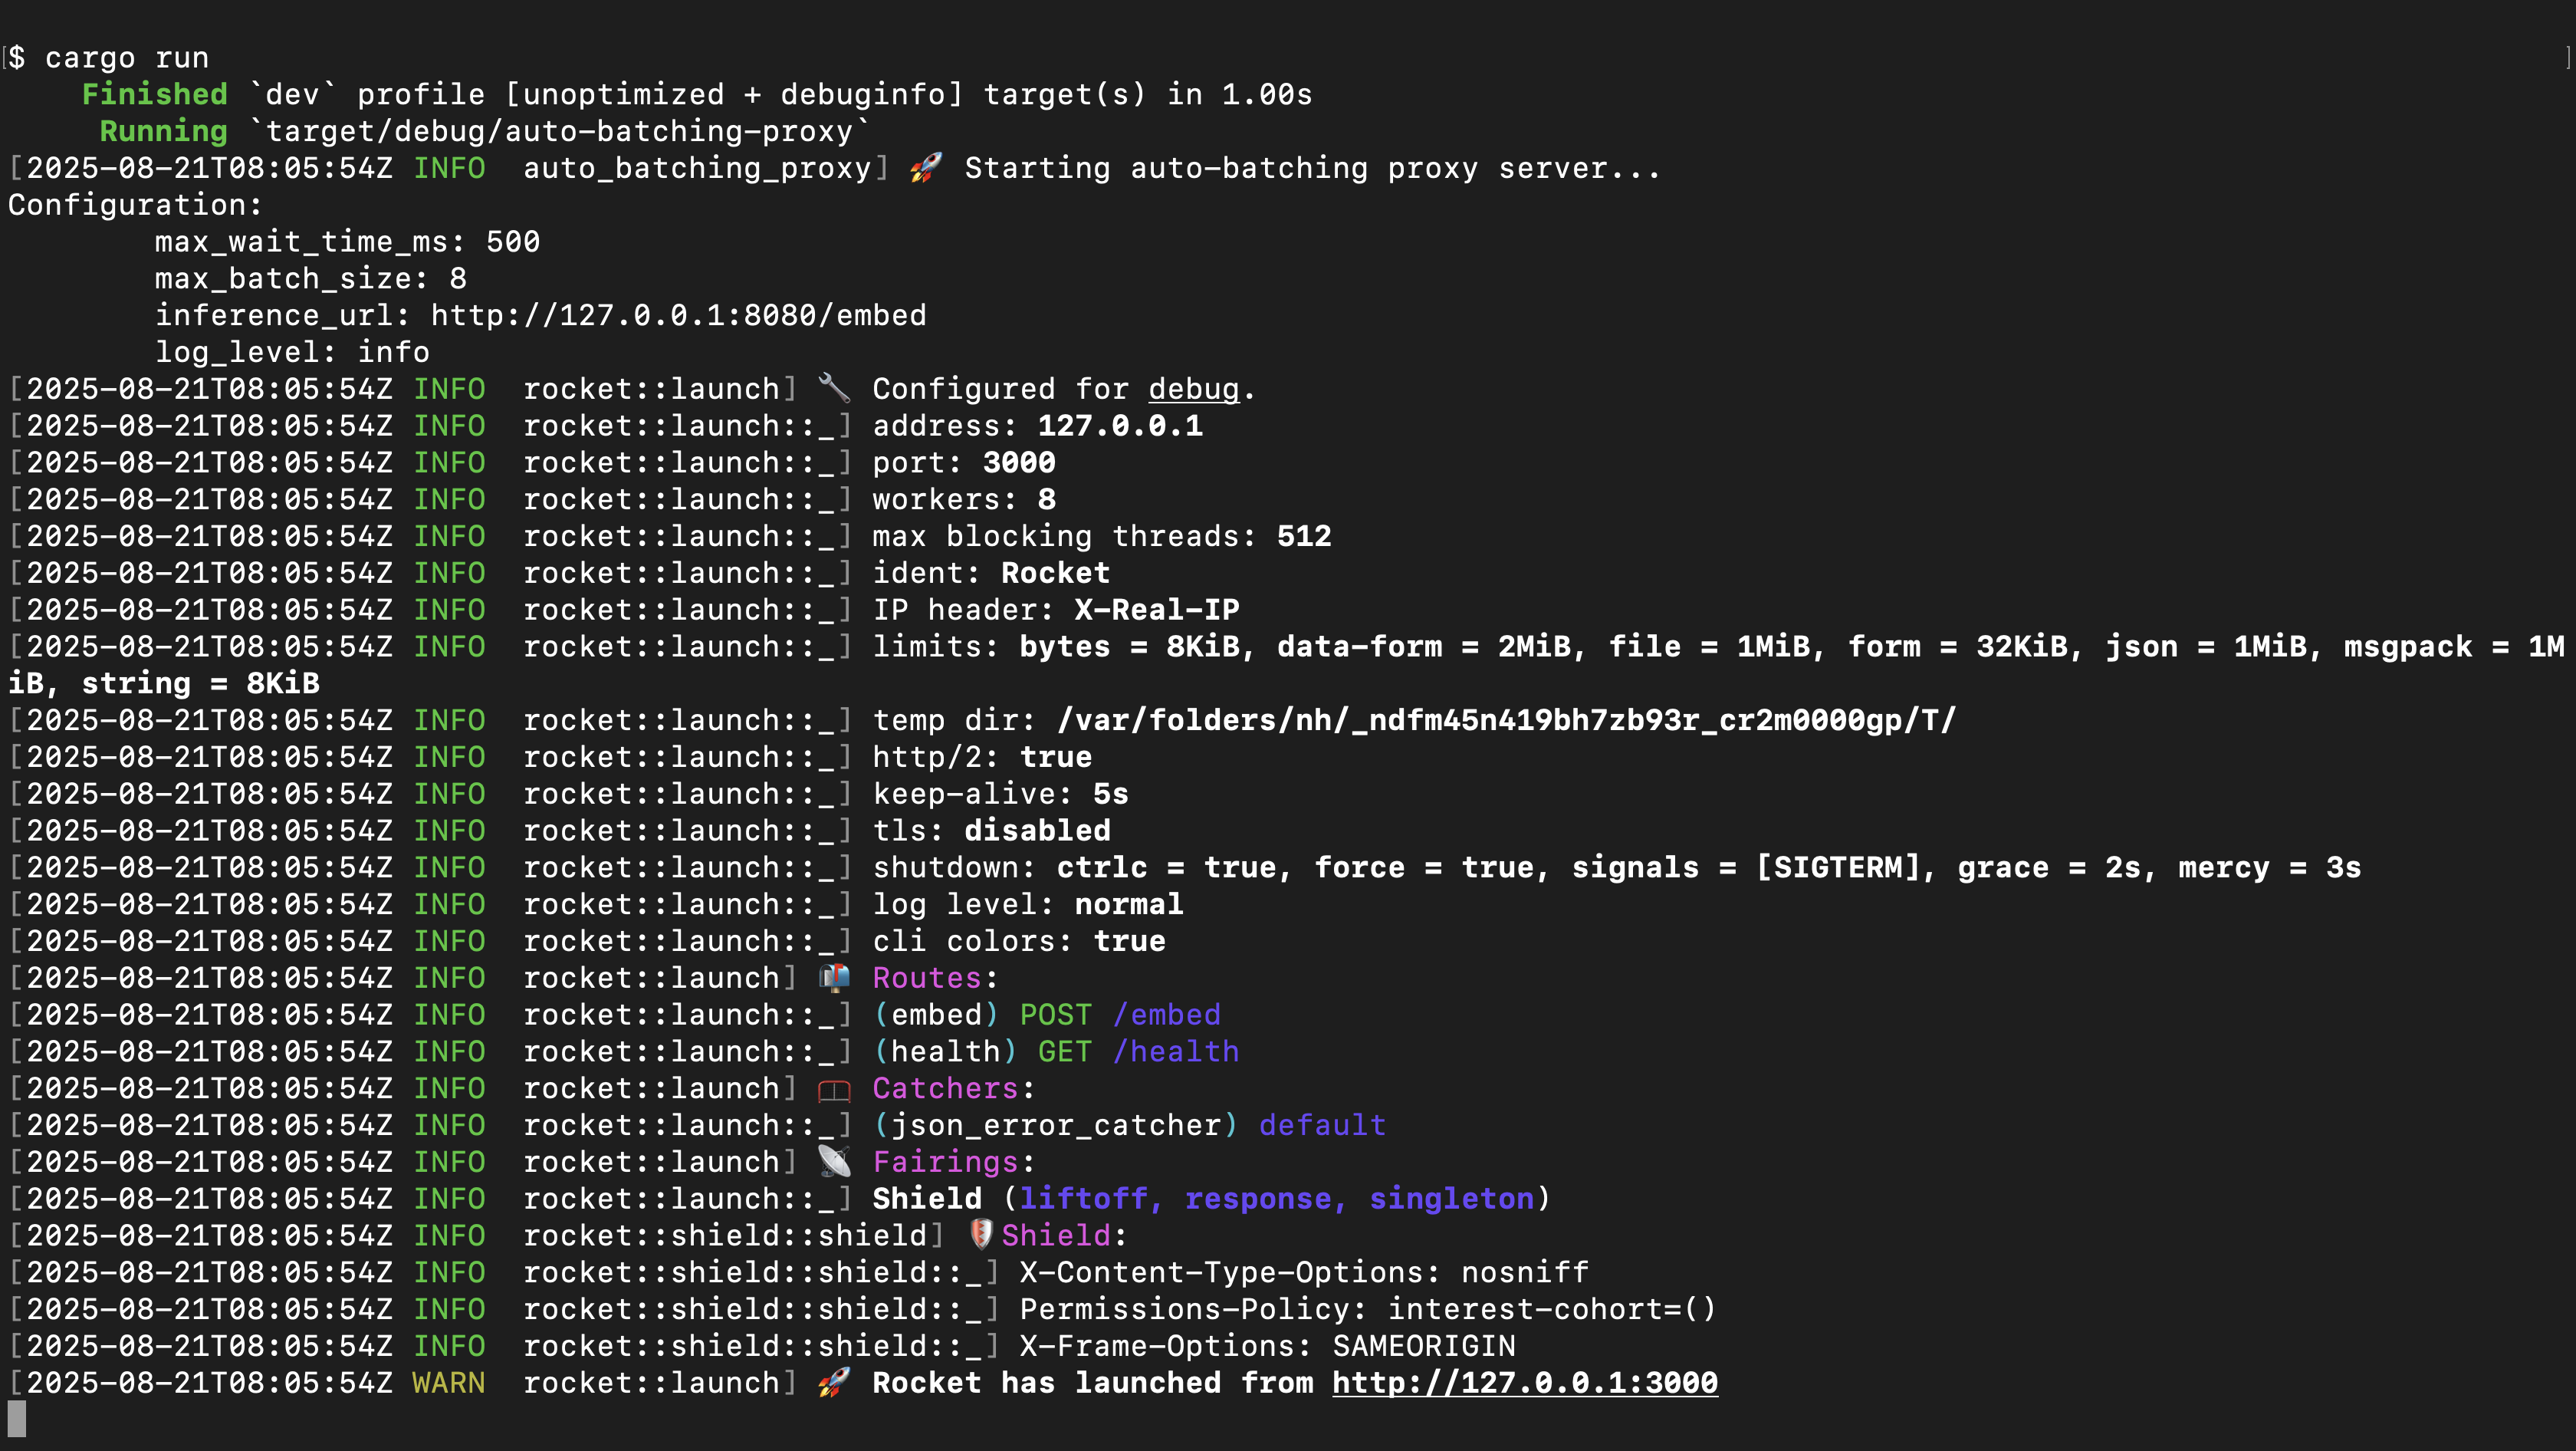 [$ cargo run ]
    Finished `dev` profile [unoptimized + debuginfo] target(s) in 1.00s
     Running `target/debug/auto-batching-proxy`
[2025-08-21T08:05:54Z INFO  auto_batching_proxy] 🚀 Starting auto-batching proxy server...
Configuration:
        max_wait_time_ms: 500
        max_batch_size: 8
        inference_url: http://127.0.0.1:8080/embed
        log_level: info
[2025-08-21T08:05:54Z INFO  rocket::launch] 🔧 Configured for debug.
[2025-08-21T08:05:54Z INFO  rocket::launch::_] address: 127.0.0.1
[2025-08-21T08:05:54Z INFO  rocket::launch::_] port: 3000
[2025-08-21T08:05:54Z INFO  rocket::launch::_] workers: 8
[2025-08-21T08:05:54Z INFO  rocket::launch::_] max blocking threads: 512
[2025-08-21T08:05:54Z INFO  rocket::launch::_] ident: Rocket
[2025-08-21T08:05:54Z INFO  rocket::launch::_] IP header: X-Real-IP
[2025-08-21T08:05:54Z INFO  rocket::launch::_] limits: bytes = 8KiB, data-form = 2MiB, file = 1MiB, form = 32KiB, json = 1MiB, msgpack = 1M
iB, string = 8KiB
[2025-08-21T08:05:54Z INFO  rocket::launch::_] temp dir: /var/folders/nh/_ndfm45n419bh7zb93r_cr2m0000gp/T/
[2025-08-21T08:05:54Z INFO  rocket::launch::_] http/2: true
[2025-08-21T08:05:54Z INFO  rocket::launch::_] keep-alive: 5s
[2025-08-21T08:05:54Z INFO  rocket::launch::_] tls: disabled
[2025-08-21T08:05:54Z INFO  rocket::launch::_] shutdown: ctrlc = true, force = true, signals = [SIGTERM], grace = 2s, mercy = 3s
[2025-08-21T08:05:54Z INFO  rocket::launch::_] log level: normal
[2025-08-21T08:05:54Z INFO  rocket::launch::_] cli colors: true
[2025-08-21T08:05:54Z INFO  rocket::launch] 📬 Routes:
[2025-08-21T08:05:54Z INFO  rocket::launch::_] (embed) POST /embed
[2025-08-21T08:05:54Z INFO  rocket::launch::_] (health) GET /health
[2025-08-21T08:05:54Z INFO  rocket::launch] 🥅 Catchers:
[2025-08-21T08:05:54Z INFO  rocket::launch::_] (json_error_catcher) default
[2025-08-21T08:05:54Z INFO  rocket::launch] 📡 Fairings:
[2025-08-21T08:05:54Z INFO  rocket::launch::_] Shield (liftoff, response, singleton)
[2025-08-21T08:05:54Z INFO  rocket::shield::shield] 🛡️Shield:
[2025-08-21T08:05:54Z INFO  rocket::shield::shield::_] X-Content-Type-Options: nosniff
[2025-08-21T08:05:54Z INFO  rocket::shield::shield::_] Permissions-Policy: interest-cohort=()
[2025-08-21T08:05:54Z INFO  rocket::shield::shield::_] X-Frame-Options: SAMEORIGIN
[2025-08-21T08:05:54Z WARN  rocket::launch] 🚀 Rocket has launched from http://127.0.0.1:3000